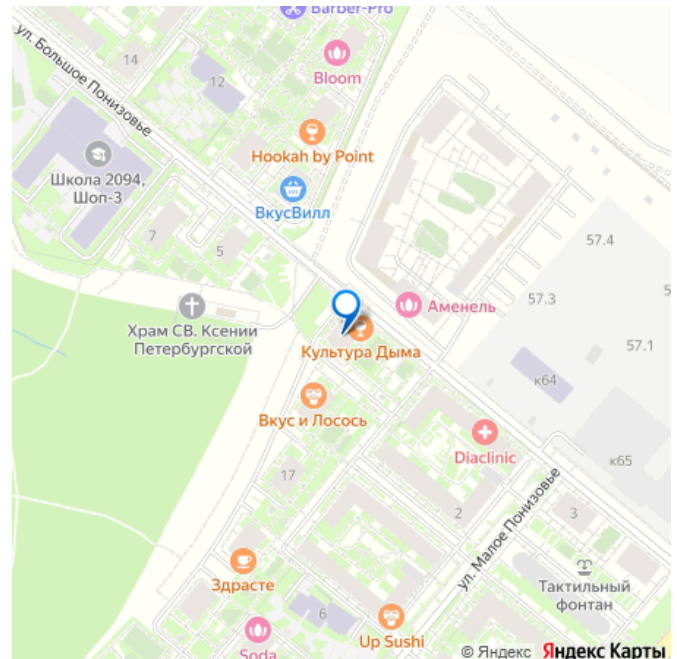 Barber-Pro
ул. Большое Понизовье
14
Bloom
12
Hookah by Point
Школа 2094,
Шоп-3
ВкусВилл
7
5
57.4
57.3
5
Аменель
Храм СВ. Ксении
Петербургской
Культура Дыма
57.1
к64
Вкус и Лосось
Diaclinic
к65
17
2
3
ул. Малое Понизовье
Здрасте
Тактильный
фонтан
6
Soda
Up Sushi
© Яндекс Яндекс Карты